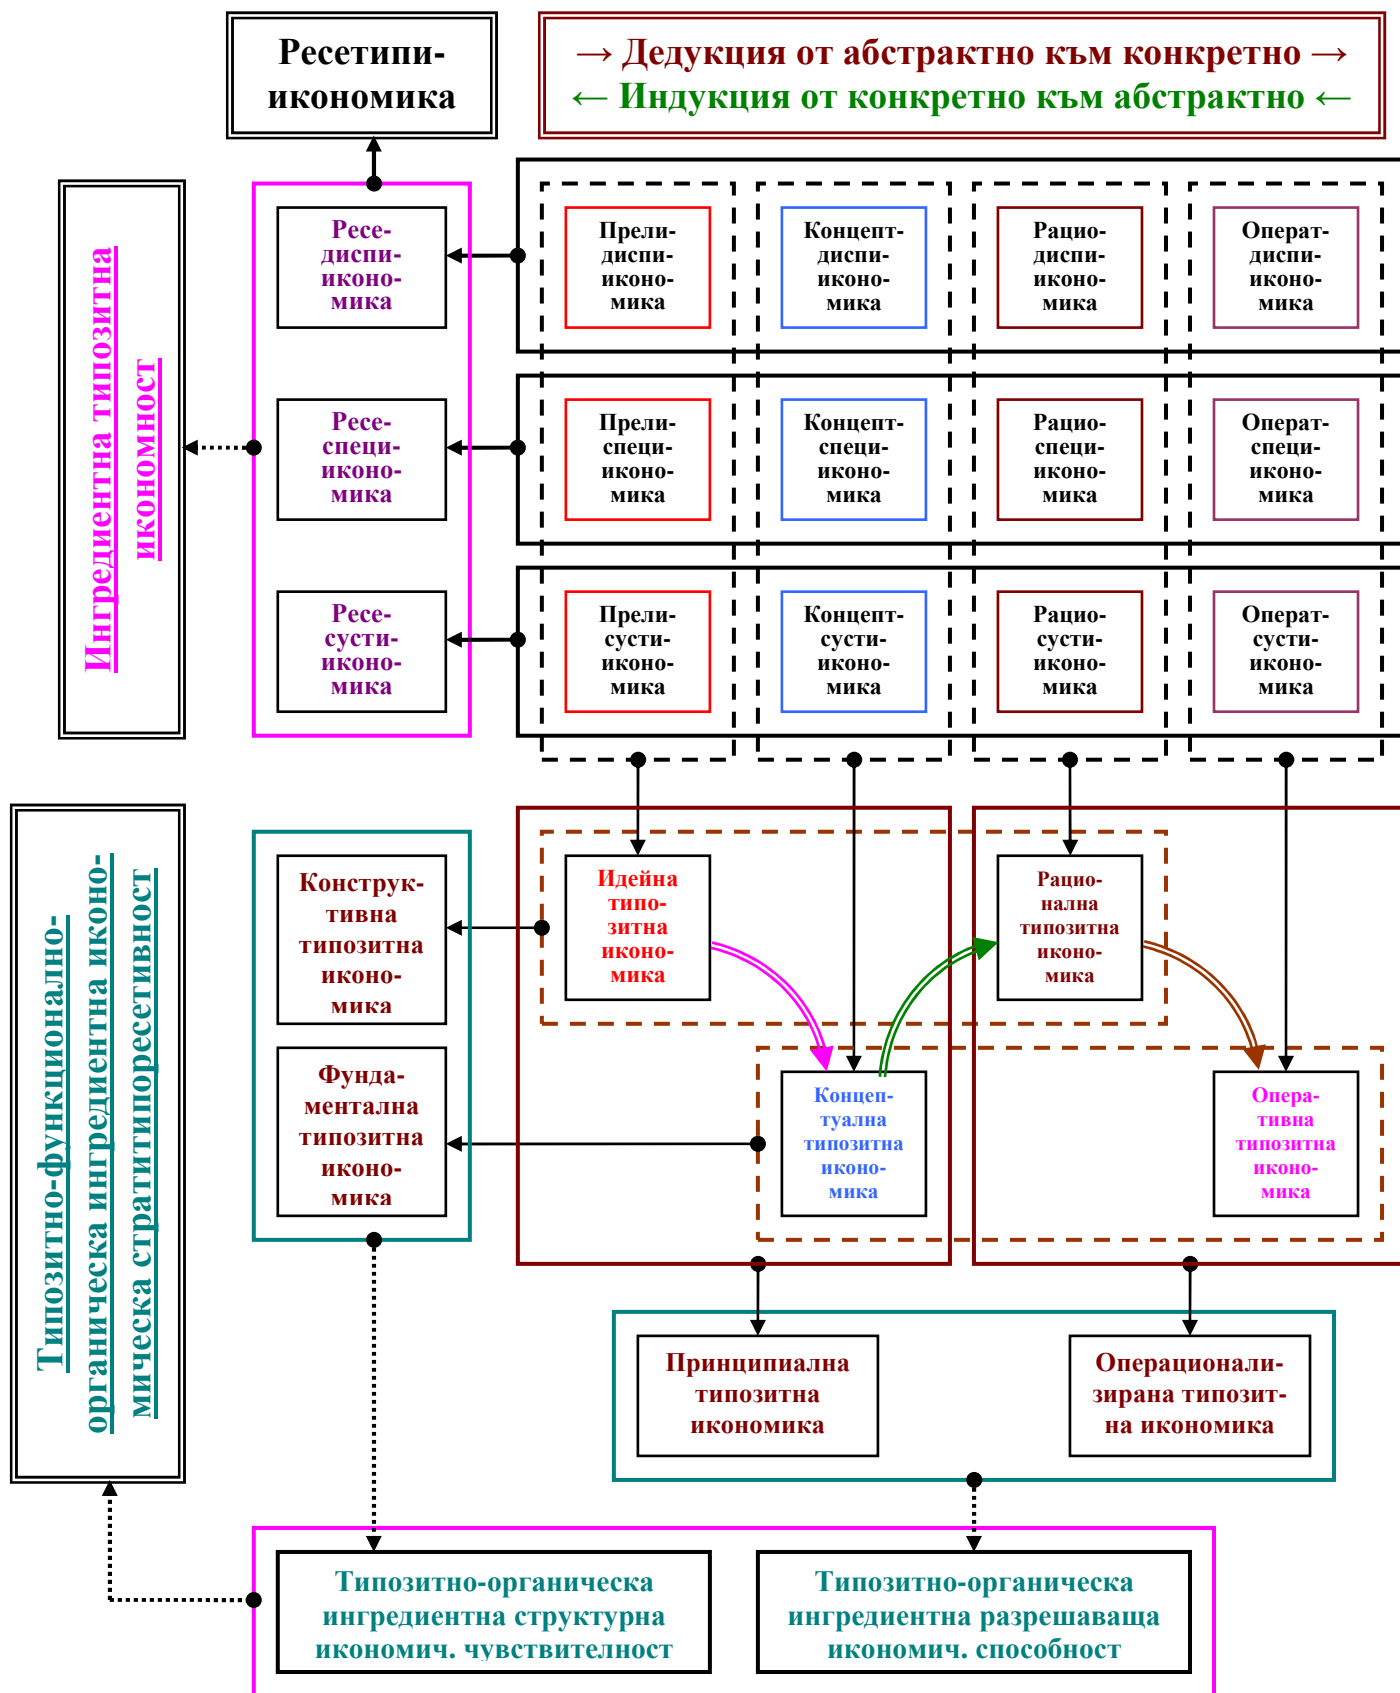 Ресетипи-
икономика
→ Дедукция от абстрактно към конкретно →
← Индукция от конкретно към абстрактно ←
Ингредиентна типозитна
икономност
Ресе-
диспи-
иконо-
мика
Прели-
диспи-
иконо-
мика
Концепт-
диспи-
иконо-
мика
Рацио-
диспи-
иконо-
мика
Операт-
диспи-
иконо-
мика
Ресе-
специ-
иконо-
мика
Прели-
специ-
иконо-
мика
Концепт-
специ-
иконо-
мика
Рацио-
специ-
иконо-
мика
Операт-
специ-
иконо-
мика
Ресе-
сусти-
иконо-
мика
Прели-
сусти-
иконо-
мика
Концепт-
сусти-
иконо-
мика
Рацио-
сусти-
иконо-
мика
Операт-
сусти-
иконо-
мика
Типозитно-функционално-
органическа ингредиентна иконо-
мическа стратитипоресетивност
Конструк-
тивна
типозитна
иконо-
мика
Идейна
типо-
зитна
иконо-
мика
Рацио-
нална
типозитна
иконо-
мика
Фунда-
ментална
типозитна
иконо-
мика
Концеп-
туална
типозитна
иконо-
мика
Опера-
тивна
типозитна
иконо-
мика
Принципиална
типозитна
икономика
Операционали-
зирана типозит-
на икономика
Типозитно-органическа
ингредиентна структурна
икономич. чувствителност
Типозитно-органическа
ингредиентна разрешаваща
икономич. способност